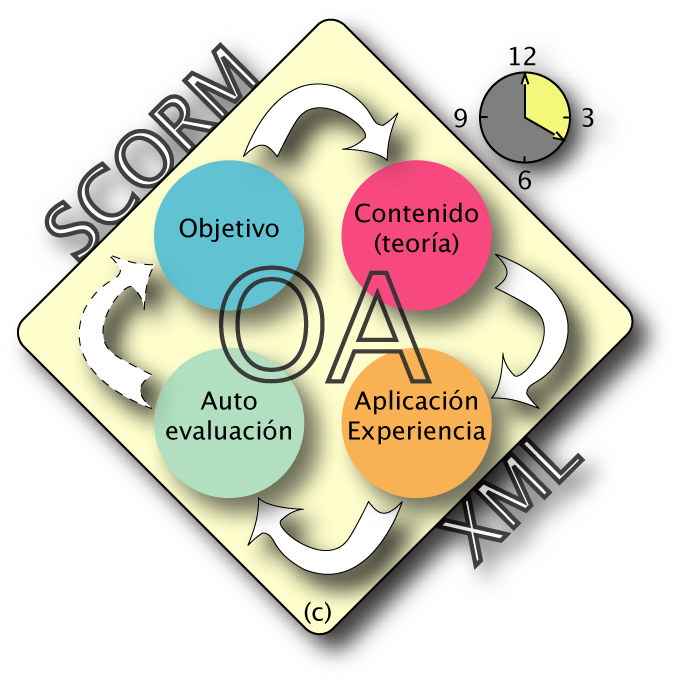 SCORM
12
9
3
6
Objetivo
Contenido
(teoría)
OA
Auto
evaluación
Aplicación
Experiencia
XML
(c)